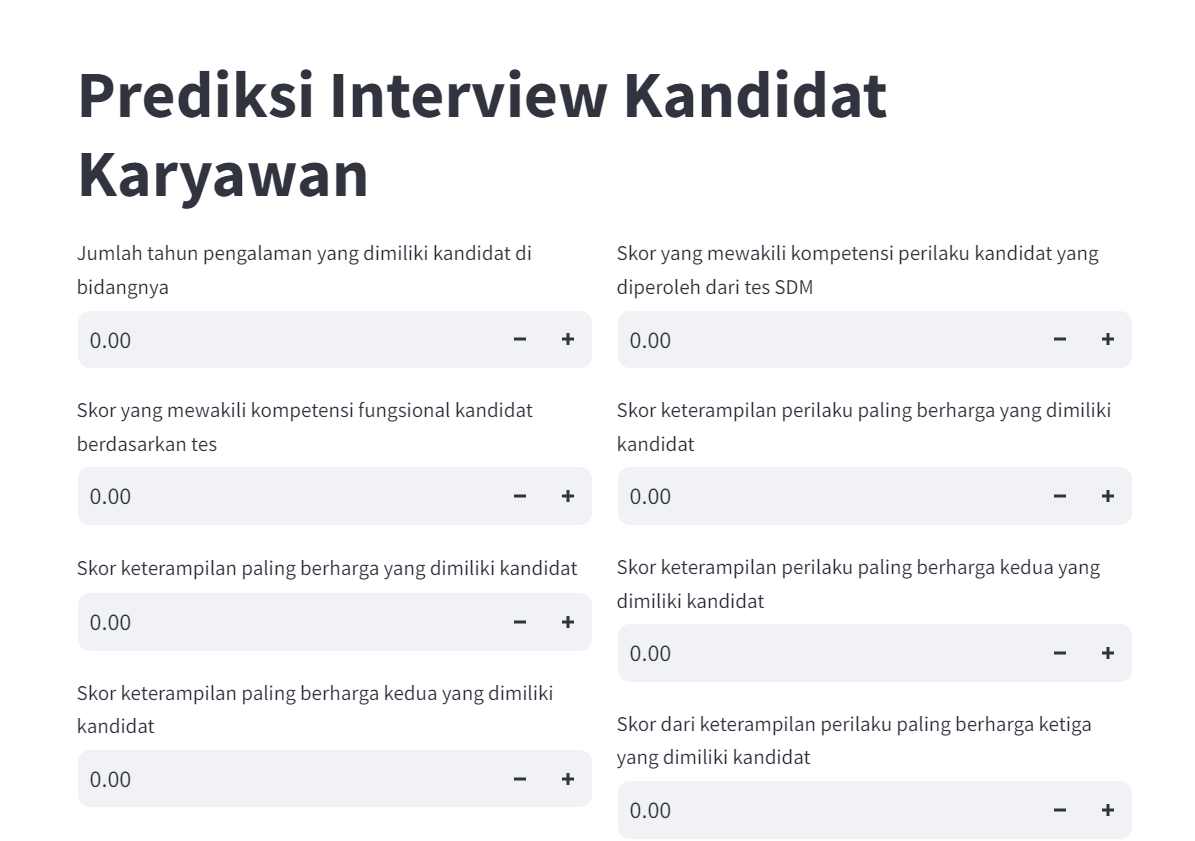 Prediksi Interview Kandidat
Karyawan
Jumlah tahun pengalaman yang dimiliki kandidat di
bidangnya
0.00
Skor yang mewakili kompetensi fungsional kandidat
berdasarkan tes
0.00
Skor keterampilan paling berharga yang dimiliki kandidat
0.00
Skor keterampilan paling berharga kedua yang dimiliki
kandidat
0.00
Skor yang mewakili kompetensi perilaku kandidat yang
diperoleh dari tes SDM
0.00
Skor keterampilan perilaku paling berharga yang dimiliki
kandidat
0.00
Skor keterampilan perilaku paling berharga kedua yang
dimiliki kandidat
0.00
Skor dari keterampilan perilaku paling berharga ketiga
yang dimiliki kandidat
0.00